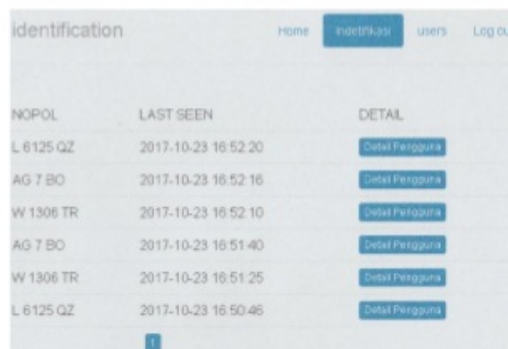 identification Home Indetifikasi users Log ou
NOPOL LAST SEEN DETAIL
L 6125 QZ 2017-10-23 16:52:20 Detail Pengguna
AG 7 BO 2017-10-23 16:52:16 Detail Pengguna
W 1306 TR 2017-10-23 16:52:10 Detail Pengguna
AG 7 BO 2017-10-23 16:51:40 Detail Pengguna
W 1306 TR 2017-10-23 16:51:25 Detail Pengguna
L 6125 QZ 2017-10-23 16:50:46 Detail Pengguna
1